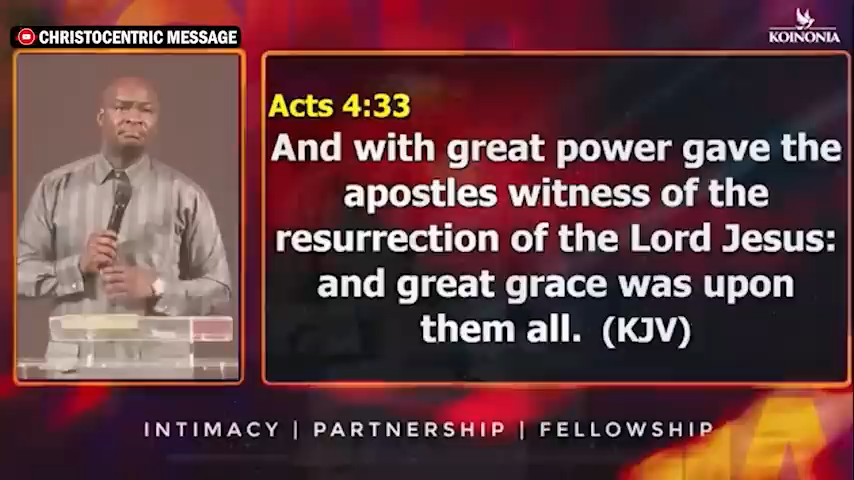 CHRISTOCENTRIC MESSAGE
KOINONIA
Acts 4:33
And with great power gave the
apostles witness of the
resurrection of the Lord Jesus:
and great grace was upon
them all. (KJV)
INTIMACY | PARTNERSHIP | FELLOWSHIP